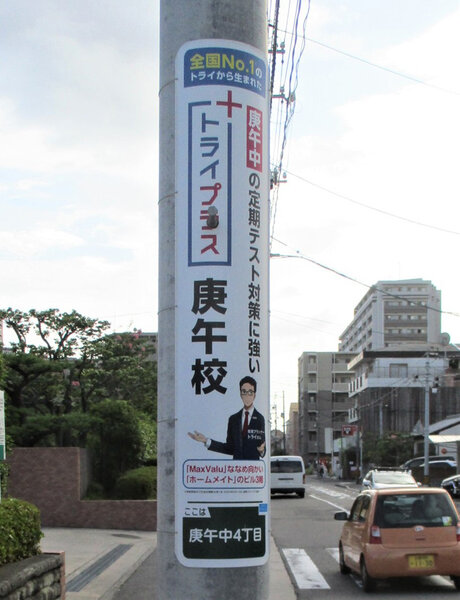 全国No.1の
トライから生まれた
庚午中の定期テスト対策に強い
トライプラス
庚午校
「MaxValu」ななめ向かい
「ホームメイト」のビル3階
ここは
庚午中4丁目